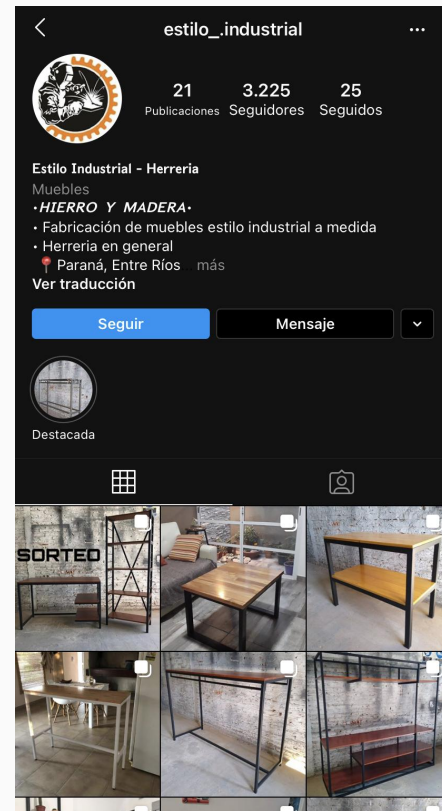 estilo_.industrial
21
3.225
25
Publicaciones
Seguidores
Seguidos
Estilo Industrial - Herreria
Muebles
•HIERRO Y MADERA•
• Fabricación de muebles estilo industrial a medida
• Herreria en general
📍 Paraná, Entre Ríos... más
Ver traducción
Seguir
Mensaje
Destacada
SORTEO